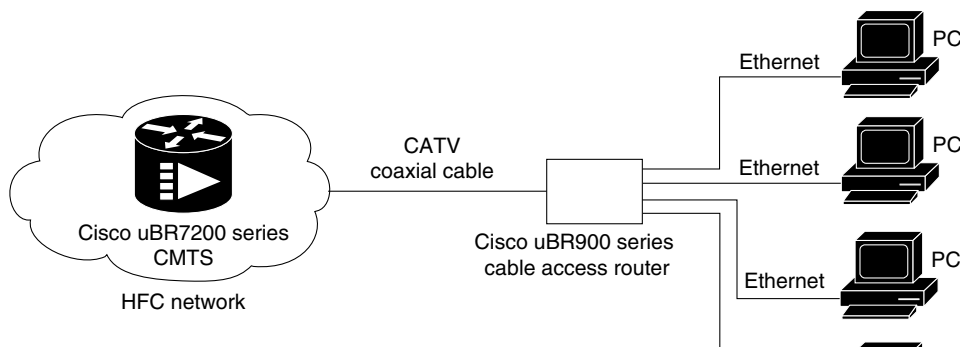 Ethernet
PC
CATV
coaxial cable
Ethernet
PC
Cisco uBR7200 series
CMTS
HFC network
Cisco uBR900 series
cable access router
Ethernet
PC